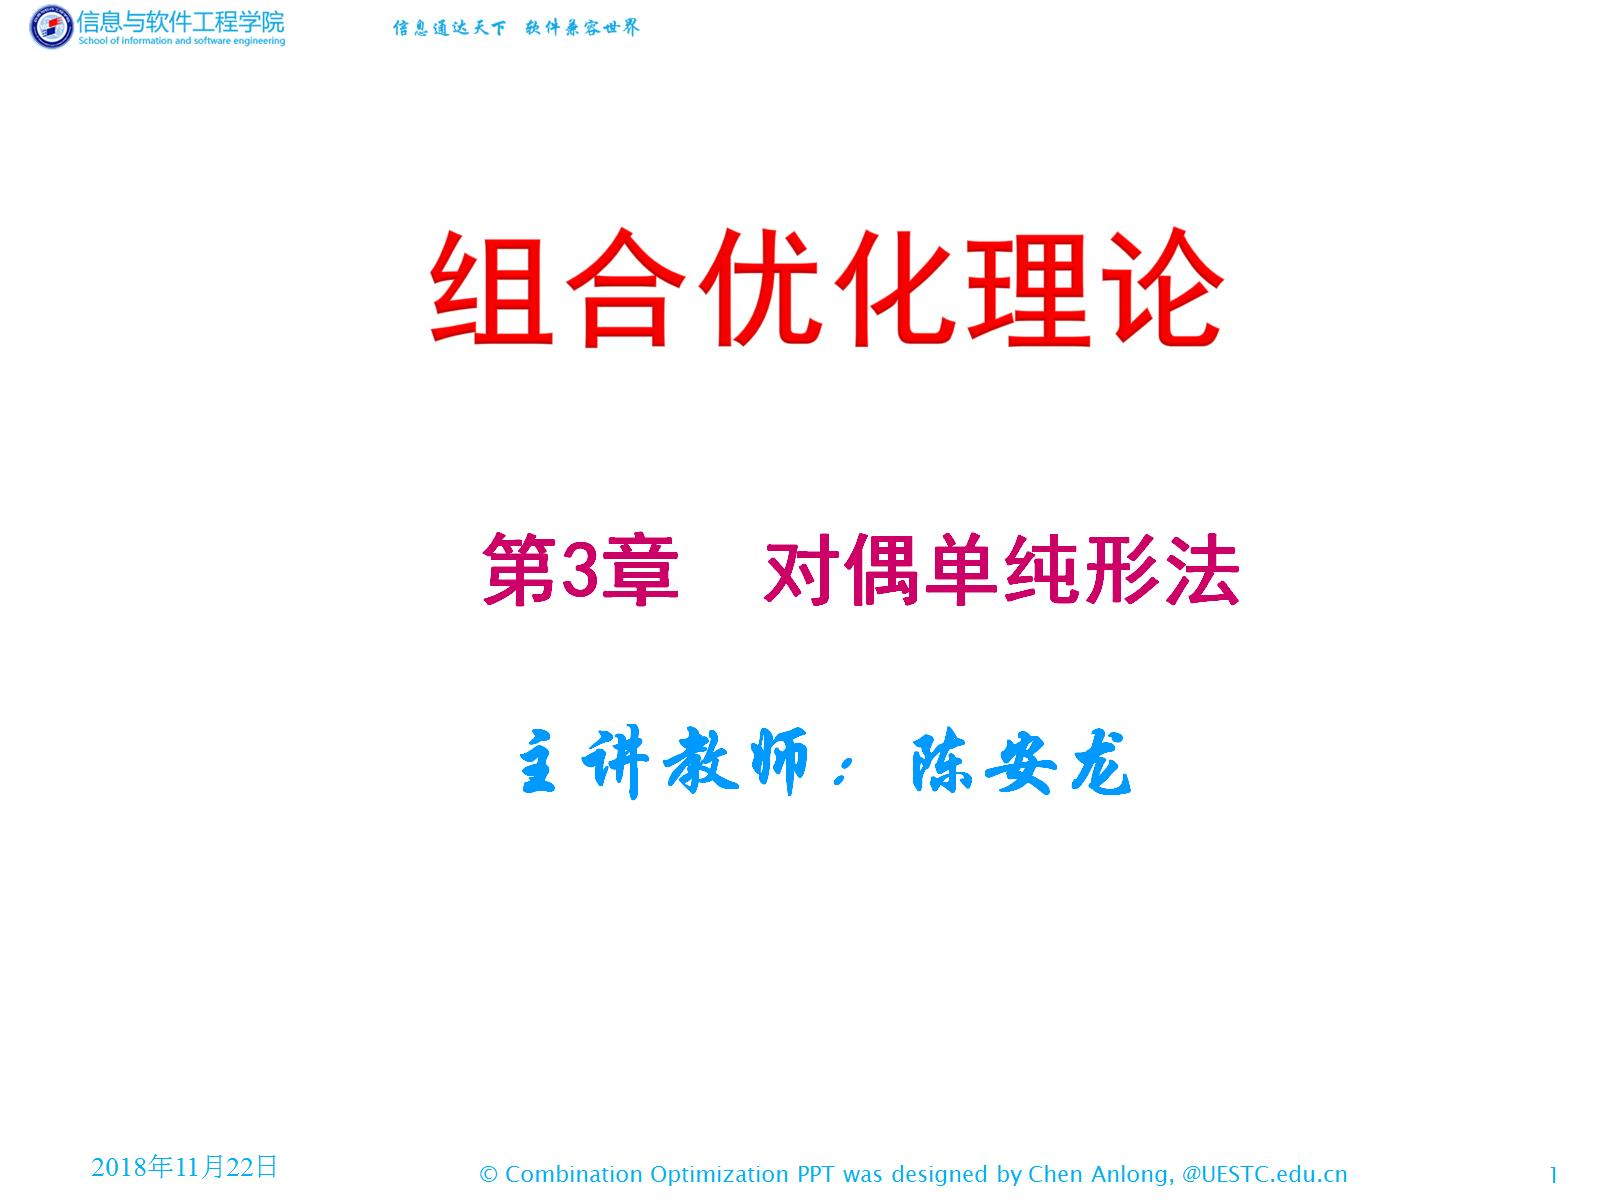 信息与软件工程学院
School of information and software engineering
信息通达天下 软件兼容世界
组合优化理论
第3章 对偶单纯形法
主讲教师：陈安龙
2018年11月22日
© Combination Optimization PPT was designed by Chen Anlong, @UESTC.edu.cn
1